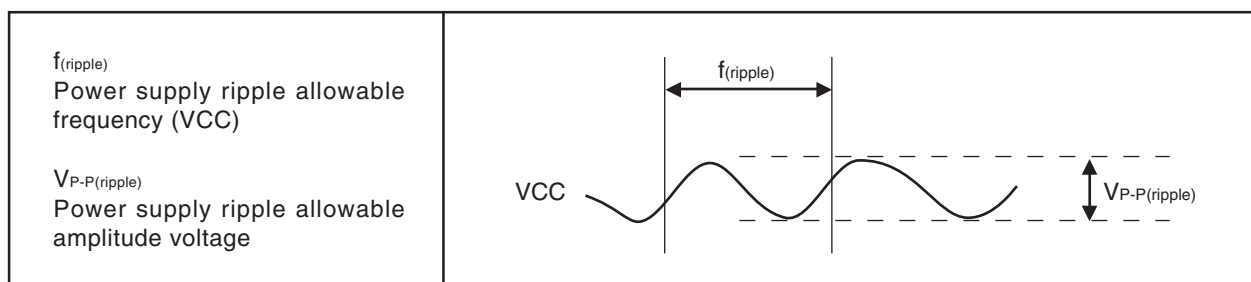 f(ripple)
Power supply ripple allowable
frequency (VCC)
VP-P(ripple)
Power supply ripple allowable
amplitude voltage
f(ripple)
VCC
VP-P(ripple)